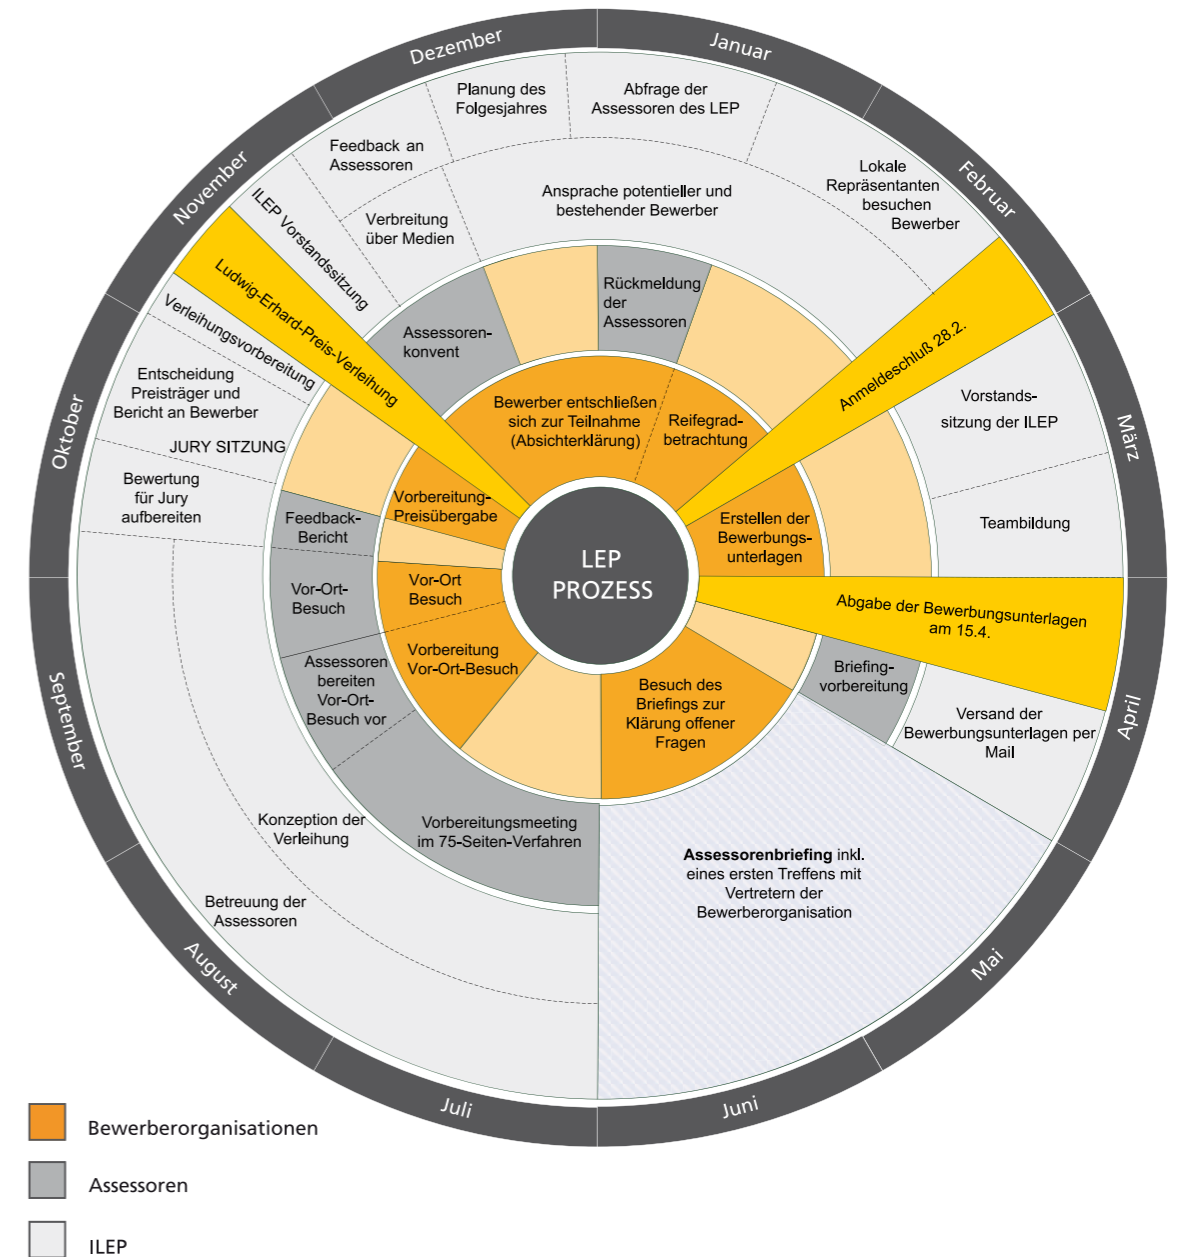 Januar
Februar
März
April
Mai
Juni
Juli
August
September
Oktober
November
Dezember
Planung des
Folgesjahres
Abfrage der
Assessoren des LEP
Feedback an
Assessoren
Lokale
Repräsentanten
besuchen
Bewerber
Ansprache potentieller und
bestehender Bewerber
Verbreitung
über Medien
ILEP Vorstandssitzung
Ludwig-Erhard-Preis-Verleihung
Verleihungsvorbereitung
Entscheidung
Preisträger und
Bericht an Bewerber
JURY SITZUNG
Bewertung
für Jury
aufbereiten
Assessoren-
konvent
Rückmeldung
der
Assessoren
Anmeldeschluß 28.2.
Vorstands-
sitzung der ILEP
Teambildung
Bewerber entschließen
sich zur Teilnahme
(Absichterklärung)
Reifegrad-
betrachtung
Vorbereitung-
Preisübergabe
Erstellen der
Bewerbungs-
unterlagen
LEP
PROZESS
Feedback-
Bericht
Vor-Ort-
Besuch
Vor-Ort
Besuch
Abgabe der Bewerbungsunterlagen
am 15.4.
Vorbereitung
Vor-Ort-Besuch
Assessoren
bereiten
Vor-Ort-
Besuch vor
Besuch des
Briefings zur
Klärung offener
Fragen
Briefing-
vorbereitung
Versand der
Bewerbungsunterlagen per
Mail
Konzeption der
Verleihung
Vorbereitungsmeeting
im 75-Seiten-Verfahren
Assessorenbriefing inkl.
eines ersten Treffens mit
Vertretern der
Bewerberorganisation
Betreuung der
Assessoren
Bewerberorganisationen
Assessoren
ILEP